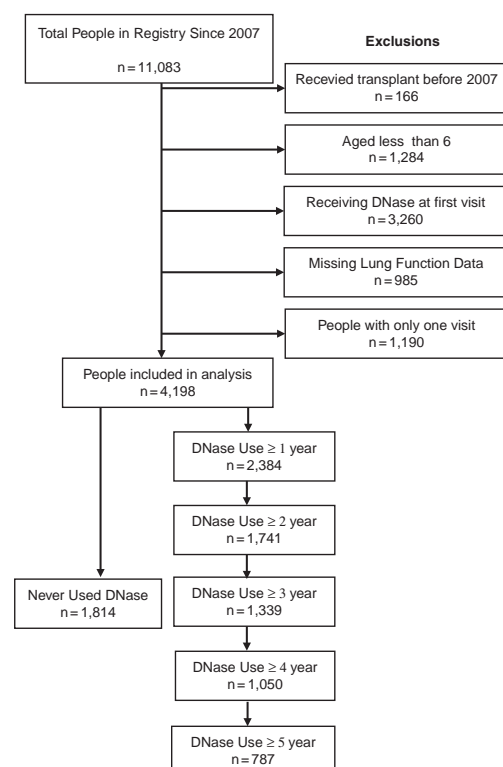 Total People in Registry Since 2007
n = 11,083
Exclusions
Recevied transplant before 2007
n = 166
Aged less than 6
n = 1,284
Receiving DNase at first visit
n = 3,260
Missing Lung Function Data
n = 985
People with only one visit
n = 1,190
People included in analysis
n = 4,198
DNase Use ≥ 1 year
n = 2,384
DNase Use ≥ 2 year
n = 1,741
Never Used DNase
n = 1,814
DNase Use ≥ 3 year
n = 1,339
DNase Use ≥ 4 year
n = 1,050
DNase Use ≥ 5 year
n = 787